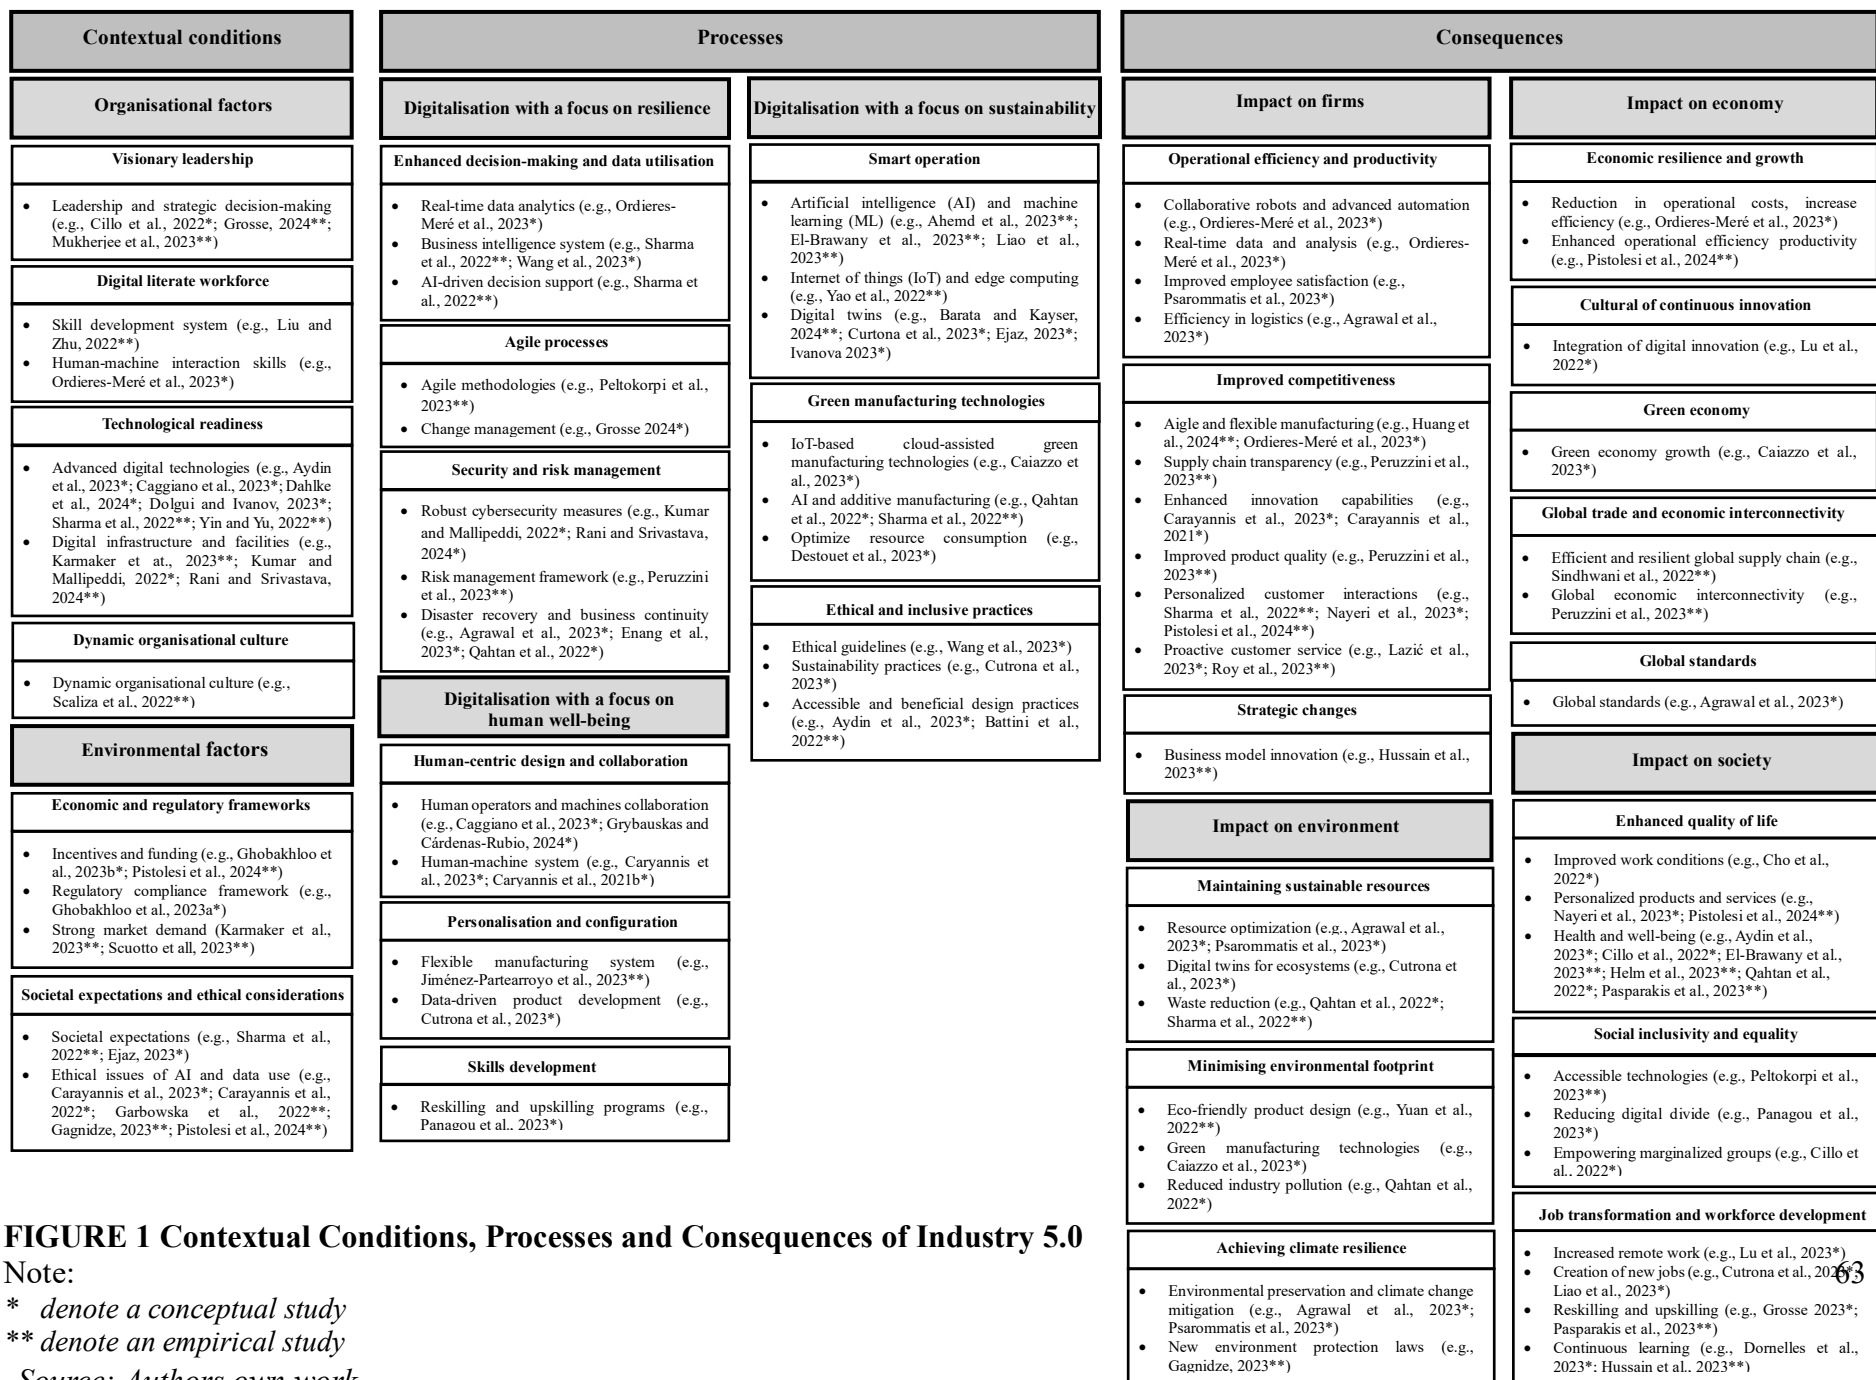 Contextual conditions
Organisational factors
Visionary leadership
• Leadership and strategic decision-making
(e.g., Cillo et al., 2022*; Grosse, 2024**;
Mukherjee et al., 2023**)
Digital literate workforce
• Skill development system (e.g., Liu and
Zhu, 2022**)
• Human-machine interaction skills (e.g.,
Ordieres-Meré et al., 2023*)
Technological readiness
• Advanced digital technologies (e.g., Aydin
et al., 2023*; Caggiano et al., 2023*; Dahlke
et al., 2024*; Dolgui and Ivanov, 2023*;
Sharma et al., 2022**; Yin and Yu, 2022**)
• Digital infrastructure and facilities (e.g.,
Karmaker et at., 2023**; Kumar and
Mallipeddi, 2022*; Rani and Srivastava,
2024**)
Dynamic organisational culture
• Dynamic organisational culture (e.g.,
Scaliza et al., 2022**)
Environmental factors
Economic and regulatory frameworks
• Incentives and funding (e.g., Ghobakhloo et
al., 2023b*; Pistolesi et al., 2024**)
• Regulatory compliance framework (e.g.,
Ghobakhloo et al., 2023a*)
• Strong market demand (Karmaker et al.,
2023**; Scuotto et all, 2023**)
Societal expectations and ethical considerations
• Societal expectations (e.g., Sharma et al.,
2022**; Ejaz, 2023*)
• Ethical issues of AI and data use (e.g.,
Carayannis et al., 2023*; Carayannis et al.,
2022*; Garbowska et al., 2022**;
Gagnidze, 2023**; Pistolesi et al., 2024**)
Processes
Digitalisation with a focus on resilience
Enhanced decision-making and data utilisation
• Real-time data analytics (e.g., Ordieres-
Meré et al., 2023*)
• Business intelligence system (e.g., Sharma
et al., 2022**; Wang et al., 2023*)
• AI-driven decision support (e.g., Sharma et
al., 2022**)
Agile processes
• Agile methodologies (e.g., Peltokorpi et al.,
2023**)
• Change management (e.g., Grosse 2024*)
Security and risk management
• Robust cybersecurity measures (e.g., Kumar
and Mallipeddi, 2022*; Rani and Srivastava,
2024*)
• Risk management framework (e.g., Peruzzini
et al., 2023**)
• Disaster recovery and business continuity
(e.g., Agrawal et al., 2023*; Enang et al.,
2023*; Qahtan et al., 2022*)
Digitalisation with a focus on
human well-being
Human-centric design and collaboration
• Human operators and machines collaboration
(e.g., Caggiano et al., 2023*; Grybauskas and
Cárdenas-Rubio, 2024*)
• Human-machine system (e.g., Caryannis et
al., 2023*; Caryannis et al., 2021b*)
Personalisation and configuration
• Flexible manufacturing system (e.g.,
Jiménez-Partearroyo et al., 2023**)
• Data-driven product development (e.g.,
Cutrona et al., 2023*)
Skills development
• Reskilling and upskilling programs (e.g.,
Panagou et al., 2023*)
Digitalisation with a focus on sustainability
Smart operation
• Artificial intelligence (AI) and machine
learning (ML) (e.g., Ahemd et al., 2023**;
El-Brawany et al., 2023**; Liao et al.,
2023**)
• Internet of things (IoT) and edge computing
(e.g., Yao et al., 2022**)
• Digital twins (e.g., Barata and Kayser,
2024**; Curtona et al., 2023*; Ejaz, 2023*;
Ivanova 2023*)
Green manufacturing technologies
• IoT-based cloud-assisted green
manufacturing technologies (e.g., Caiazzo et
al., 2023*)
• AI and additive manufacturing (e.g., Qahtan
et al., 2022*; Sharma et al., 2022**)
• Optimize resource consumption (e.g.,
Destouet et al., 2023*)
Ethical and inclusive practices
• Ethical guidelines (e.g., Wang et al., 2023*)
• Sustainability practices (e.g., Cutrona et al.,
2023*)
• Accessible and beneficial design practices
(e.g., Aydin et al., 2023*; Battini et al.,
2022**)
Consequences
Impact on firms
Operational efficiency and productivity
• Collaborative robots and advanced automation
(e.g., Ordieres-Meré et al., 2023*)
• Real-time data and analysis (e.g., Ordieres-
Meré et al., 2023*)
• Improved employee satisfaction (e.g.,
Psarommatis et al., 2023*)
• Efficiency in logistics (e.g., Agrawal et al.,
2023*)
Improved competitiveness
• Aigle and flexible manufacturing (e.g., Huang et
al., 2024**; Ordieres-Meré et al., 2023*)
• Supply chain transparency (e.g., Peruzzini et al.,
2023**)
• Enhanced innovation capabilities (e.g.,
Carayannis et al., 2023*; Carayannis et al.,
2021*)
• Improved product quality (e.g., Peruzzini et al.,
2023**)
• Personalized customer interactions (e.g.,
Sharma et al., 2022**; Nayeri et al., 2023*;
Pistolesi et al., 2024**)
• Proactive customer service (e.g., Lazić et al.,
2023*; Roy et al., 2023**)
Strategic changes
• Business model innovation (e.g., Hussain et al.,
2023**)
Impact on environment
Maintaining sustainable resources
• Resource optimization (e.g., Agrawal et al.,
2023*; Psarommatis et al., 2023*)
• Digital twins for ecosystems (e.g., Cutrona et
al., 2023*)
• Waste reduction (e.g., Qahtan et al., 2022*;
Sharma et al., 2022**)
Minimising environmental footprint
• Eco-friendly product design (e.g., Yuan et al.,
2022**)
• Green manufacturing technologies (e.g.,
Caiazzo et al., 2023*)
• Reduced industry pollution (e.g., Qahtan et al.,
2022*)
Achieving climate resilience
• Environmental preservation and climate change
mitigation (e.g., Agrawal et al., 2023*;
Psarommatis et al., 2023*)
• New environment protection laws (e.g.,
Gagnidze, 2023**)
Impact on economy
Economic resilience and growth
• Reduction in operational costs, increase
efficiency (e.g., Ordieres-Meré et al., 2023*)
• Enhanced operational efficiency productivity
(e.g., Pistolesi et al., 2024**)
Cultural of continuous innovation
• Integration of digital innovation (e.g., Lu et al.,
2022*)
Green economy
• Green economy growth (e.g., Caiazzo et al.,
2023*)
Global trade and economic interconnectivity
• Efficient and resilient global supply chain (e.g.,
Sindhwani et al., 2022**)
• Global economic interconnectivity (e.g.,
Peruzzini et al., 2023**)
Global standards
• Global standards (e.g., Agrawal et al., 2023*)
Impact on society
Enhanced quality of life
• Improved work conditions (e.g., Cho et al.,
2022*)
• Personalized products and services (e.g.,
Nayeri et al., 2023*; Pistolesi et al., 2024**)
• Health and well-being (e.g., Aydin et al.,
2023*; Cillo et al., 2022*; El-Brawany et al.,
2023**; Helm et al., 2023**; Qahtan et al.,
2022*; Pasparakis et al., 2023**)
Social inclusivity and equality
• Accessible technologies (e.g., Peltokorpi et al.,
2023**)
• Reducing digital divide (e.g., Panagou et al.,
2023*)
• Empowering marginalized groups (e.g., Cillo et
al., 2022*)
Job transformation and workforce development
• Increased remote work (e.g., Lu et al., 2023*)
• Creation of new jobs (e.g., Cutrona et al., 2023*;
Liao et al., 2023*)
• Reskilling and upskilling (e.g., Grosse 2023*;
Pasparakis et al., 2023**)
• Continuous learning (e.g., Dornelles et al.,
2023*; Hussain et al., 2023**)
63
FIGURE 1 Contextual Conditions, Processes and Consequences of Industry 5.0
Note:
* denote a conceptual study
** denote an empirical study
Source: Authors own work